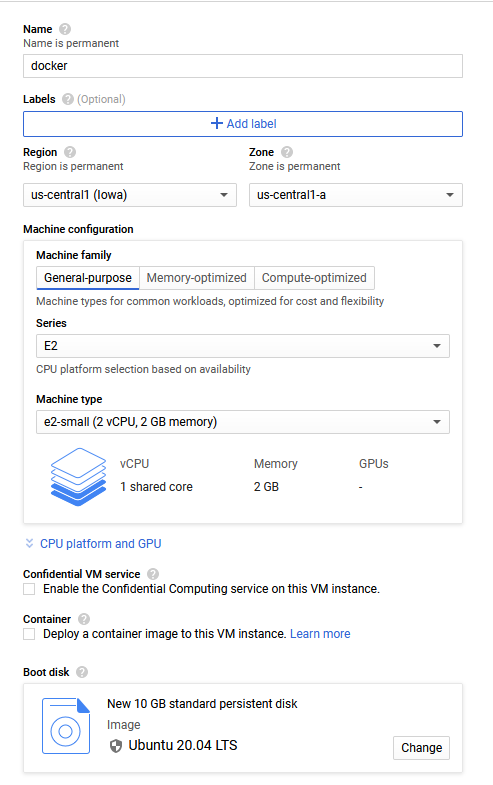 Name
Name is permanent
docker
Labels (Optional)
+ Add label
Region Zone
Region is permanent Zone is permanent
us-central1 (Iowa) us-central1-a
Machine configuration
Machine family
General-purpose Memory-optimized Compute-optimized
Machine types for common workloads, optimized for cost and flexibility
Series
E2
CPU platform selection based on availability
Machine type
e2-small (2 vCPU, 2 GB memory)
vCPU Memory GPUs
1 shared core 2 GB -
CPU platform and GPU
Confidential VM service
Enable the Confidential Computing service on this VM instance.
Container
Deploy a container image to this VM instance. Learn more
Boot disk
New 10 GB standard persistent disk
Image
Ubuntu 20.04 LTS
Change